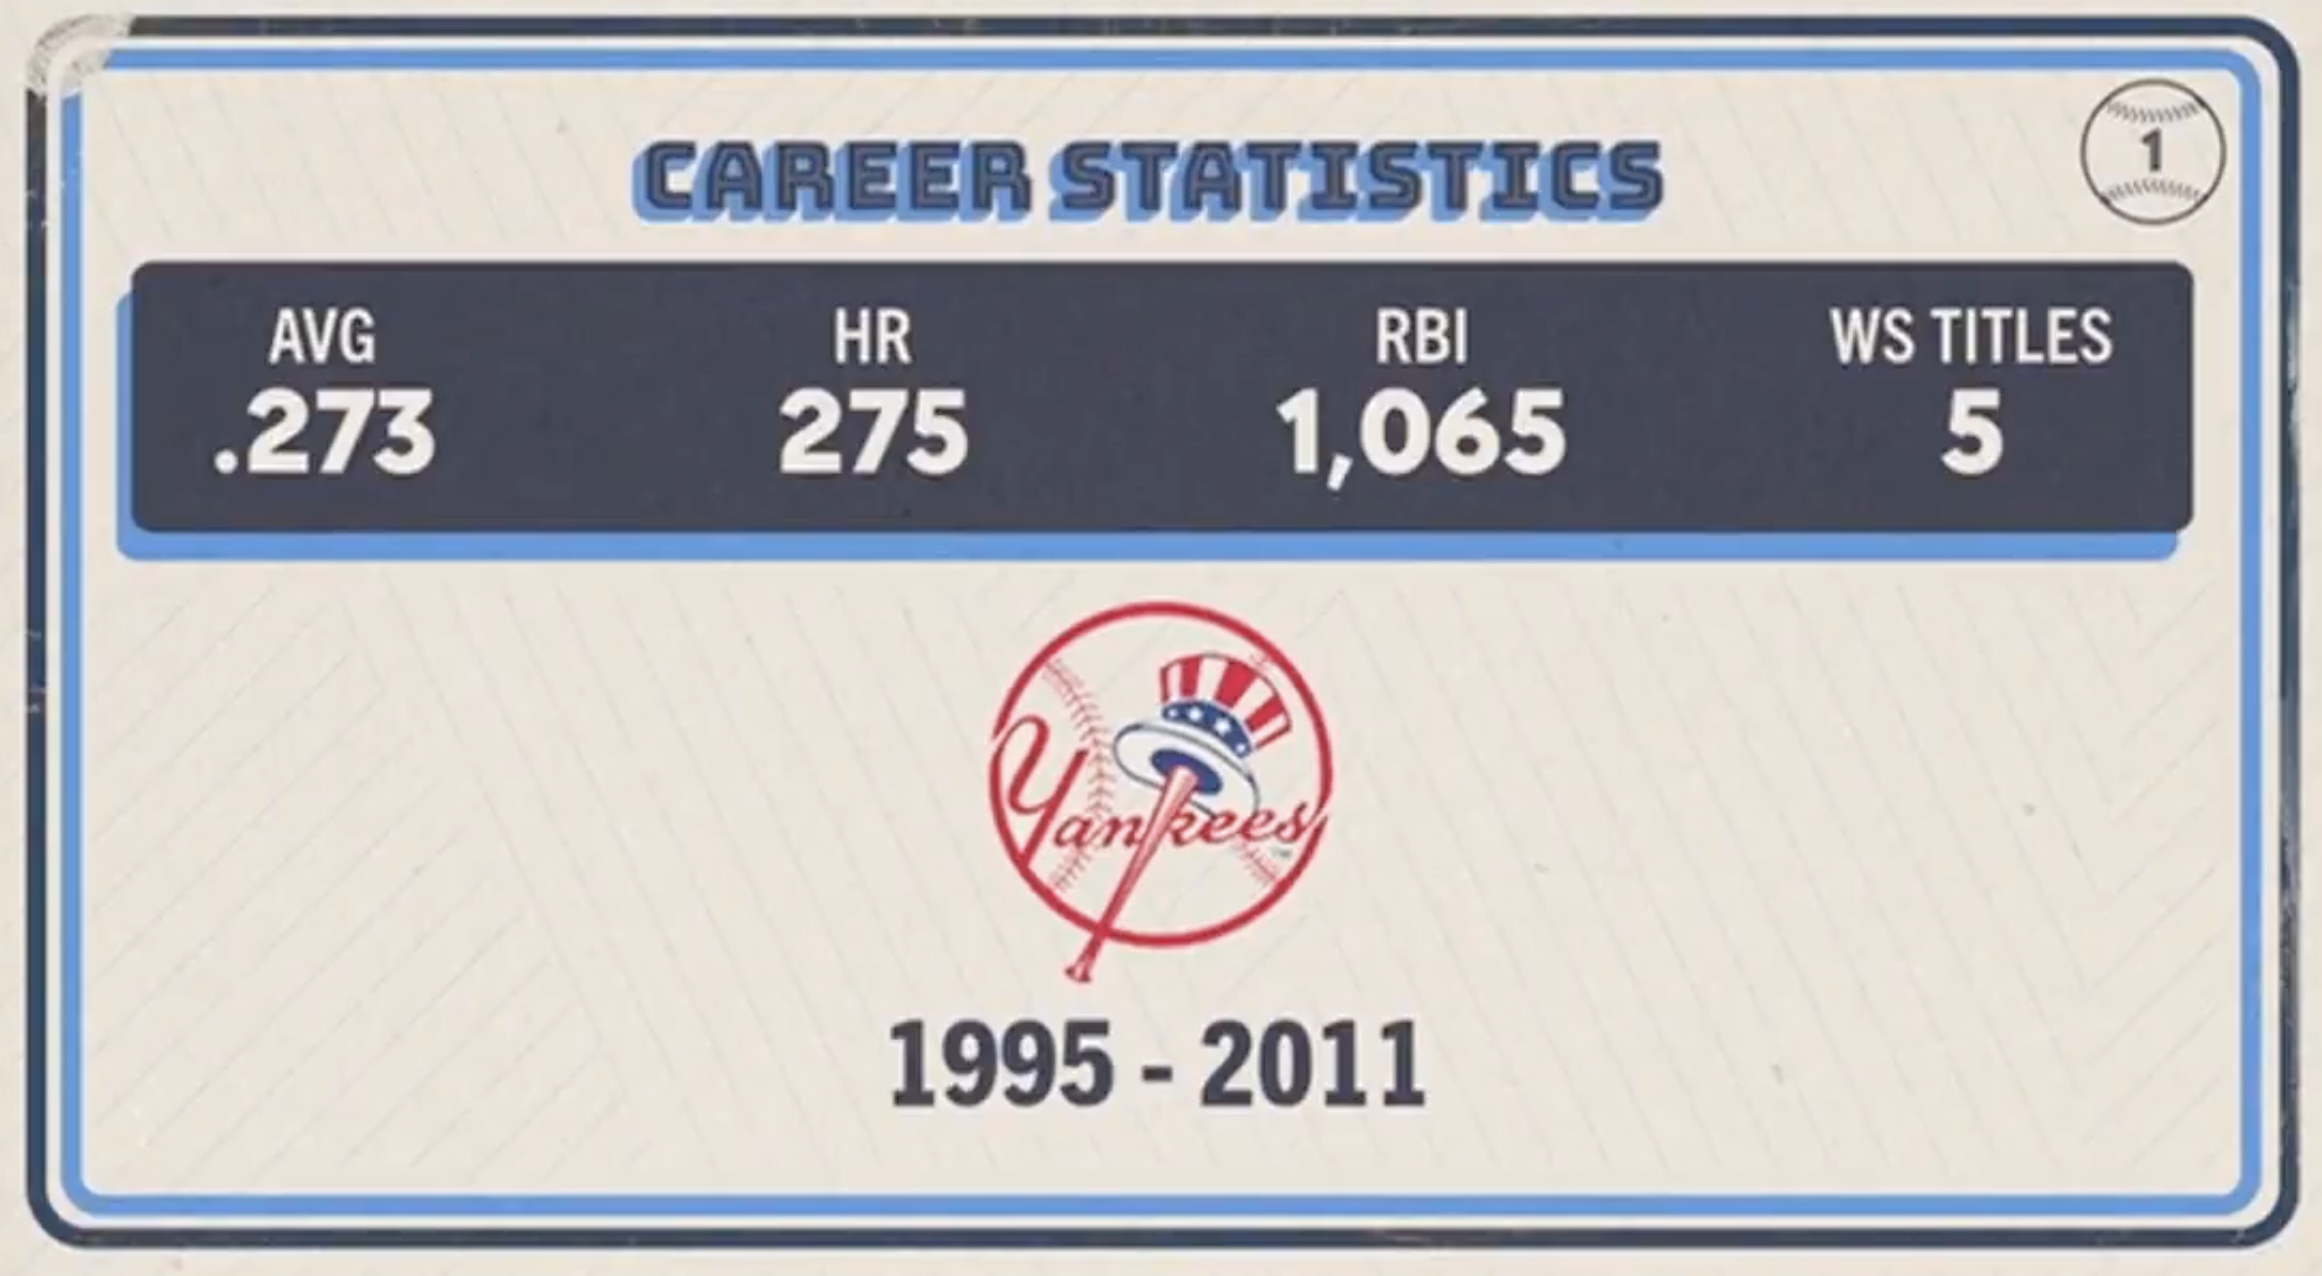 CAREER STATISTICS
1
AVG HR RBI WS TITLES
.273 275 1,065 5
Yankees
1995 - 2011